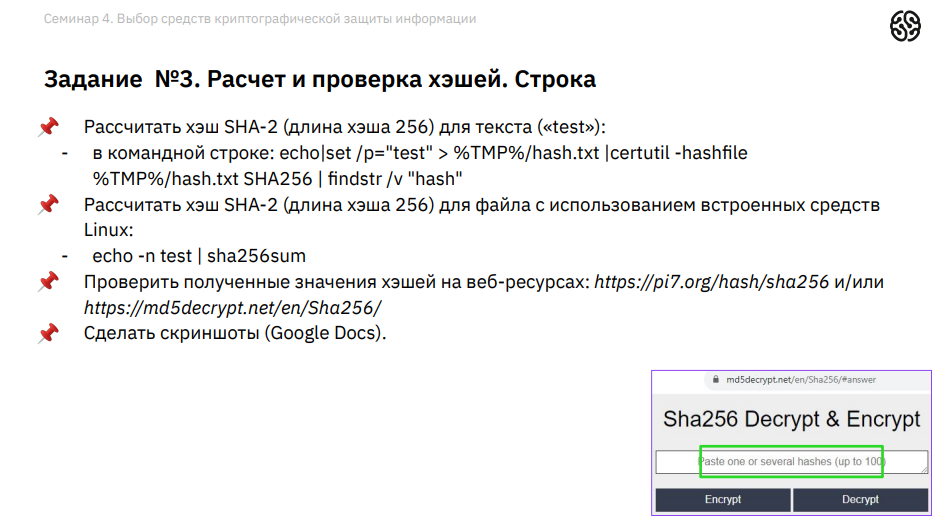 Семинар 4. Выбор средств криптографической защиты информации
Задание №3. Расчет и проверка хэшей. Строка
Рассчитать хэш SHA-2 (длина хэша 256) для текста («test»):
- в командной строке: echo|set /p="test" > %TMP%/hash.txt |certutil -hashfile
%TMP%/hash.txt SHA256 | findstr /v "hash"
Рассчитать хэш SHA-2 (длина хэша 256) для файла с использованием встроенных средств
Linux:
- echo -n test | sha256sum
Проверить полученные значения хэшей на веб-ресурсах: https://pi7.org/hash/sha256 и/или
https://md5decrypt.net/en/Sha256/
Сделать скриншоты (Google Docs).
md5decrypt.net/en/Sha256/#answer
Sha256 Decrypt & Encrypt
Paste one or several hashes (up to 100)
Encrypt Decrypt